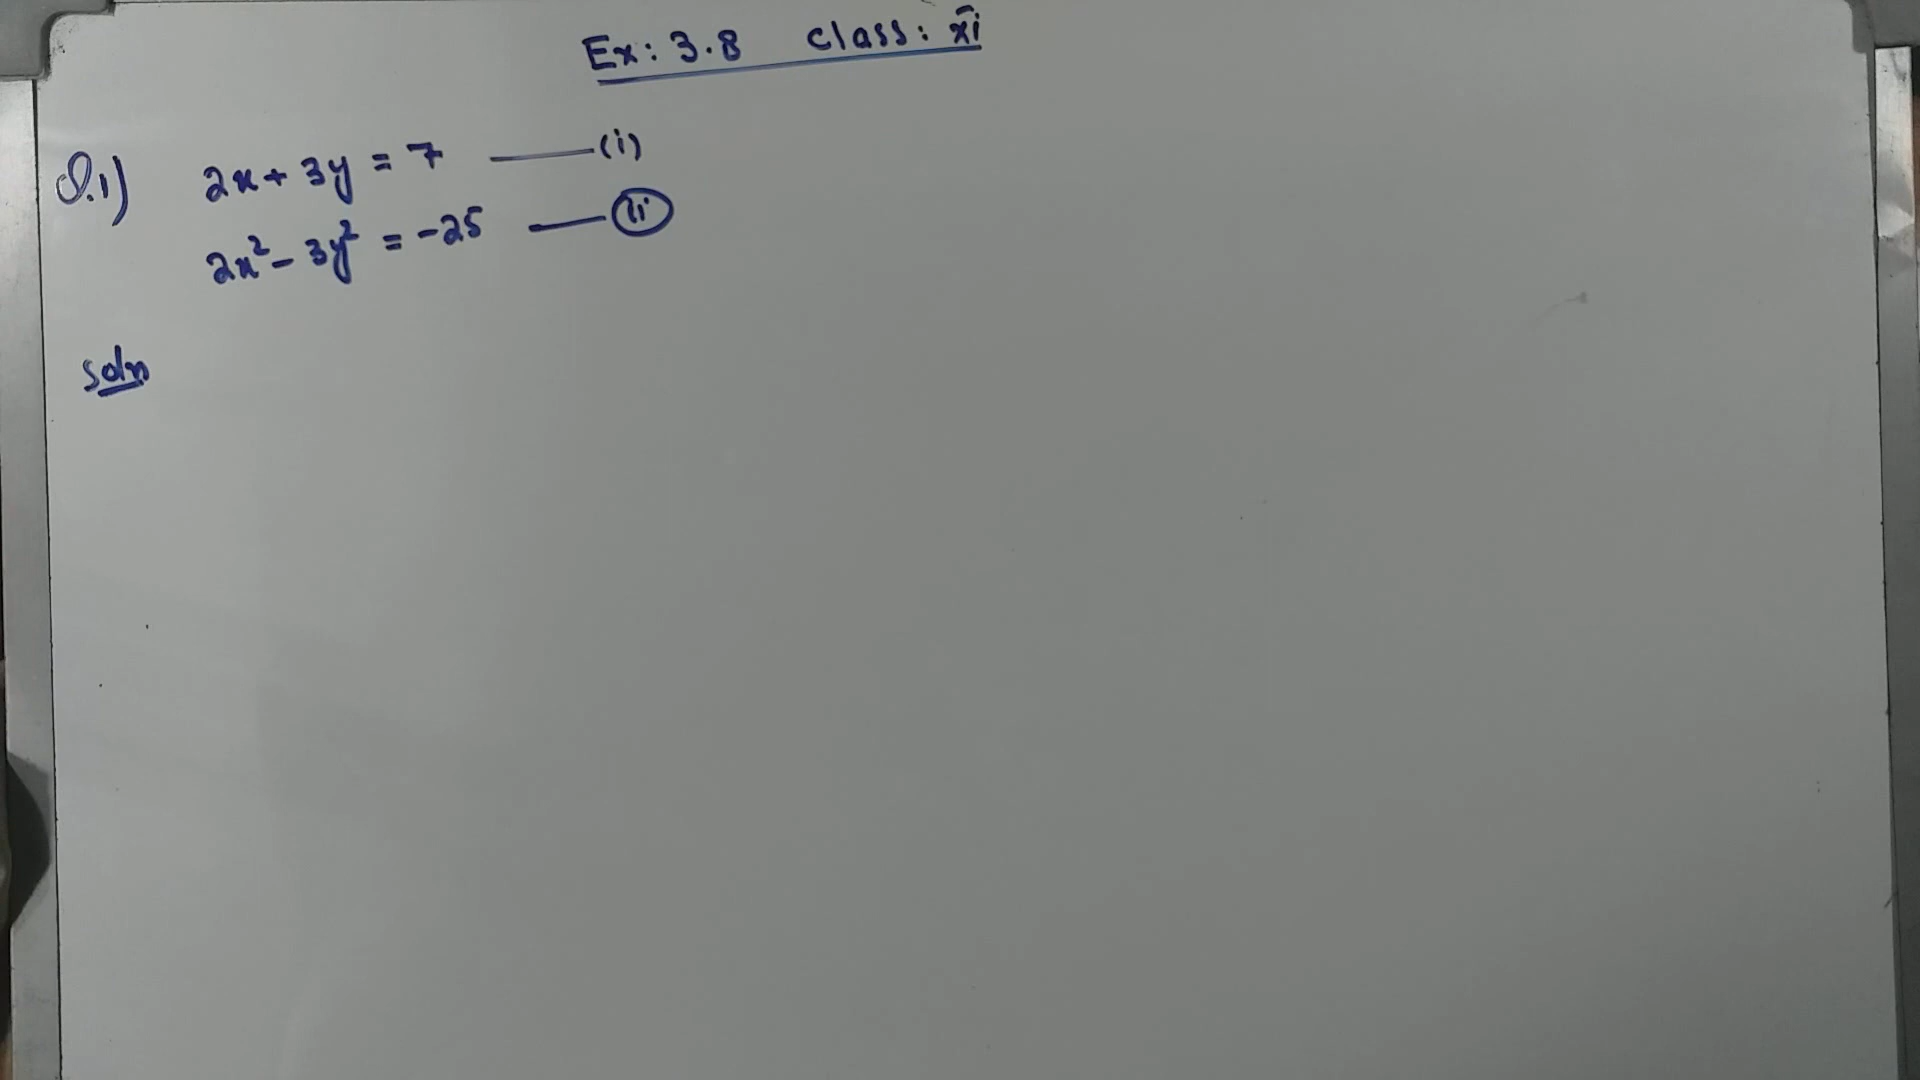 Ex: 3.8 class: xi
Q.1) 2x + 3y = 7 —— (i)
2x² - 3y² = -25 —— (ii)
soln